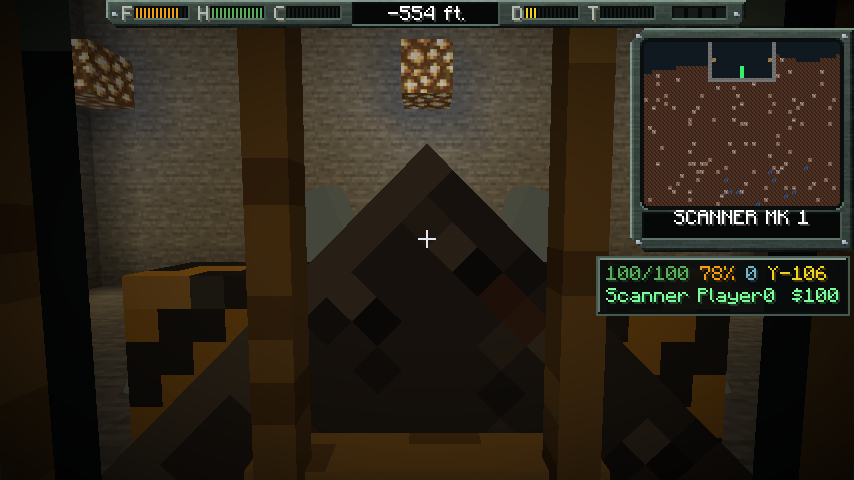 F H C -554 ft. D T
SCANNER MK 1
100/100 78% 0 Y-106
Scanner Player0 $100